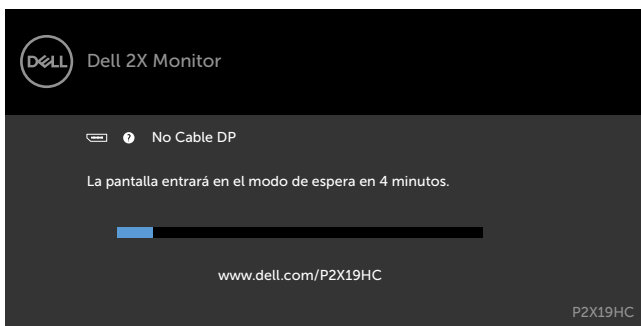 DELL
Dell 2X Monitor
? No Cable DP
La pantalla entrará en el modo de espera en 4 minutos.
www.dell.com/P2X19HC
P2X19HC